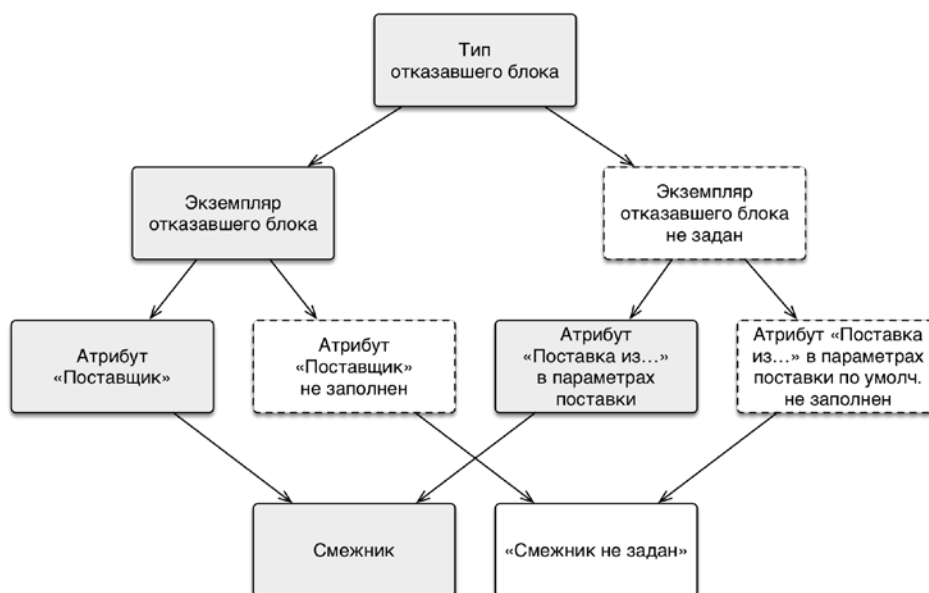 Тип
отказавшего блока
Экземпляр
отказавшего блока
Экземпляр
отказавшего блока
не задан
Атрибут
«Поставщик»
Атрибут
«Поставщик»
не заполнен
Атрибут
«Поставка из...»
в параметрах
поставки
Атрибут «Поставка
из...» в параметрах
поставки по умолч.
не заполнен
Смежник
«Смежник не задан»